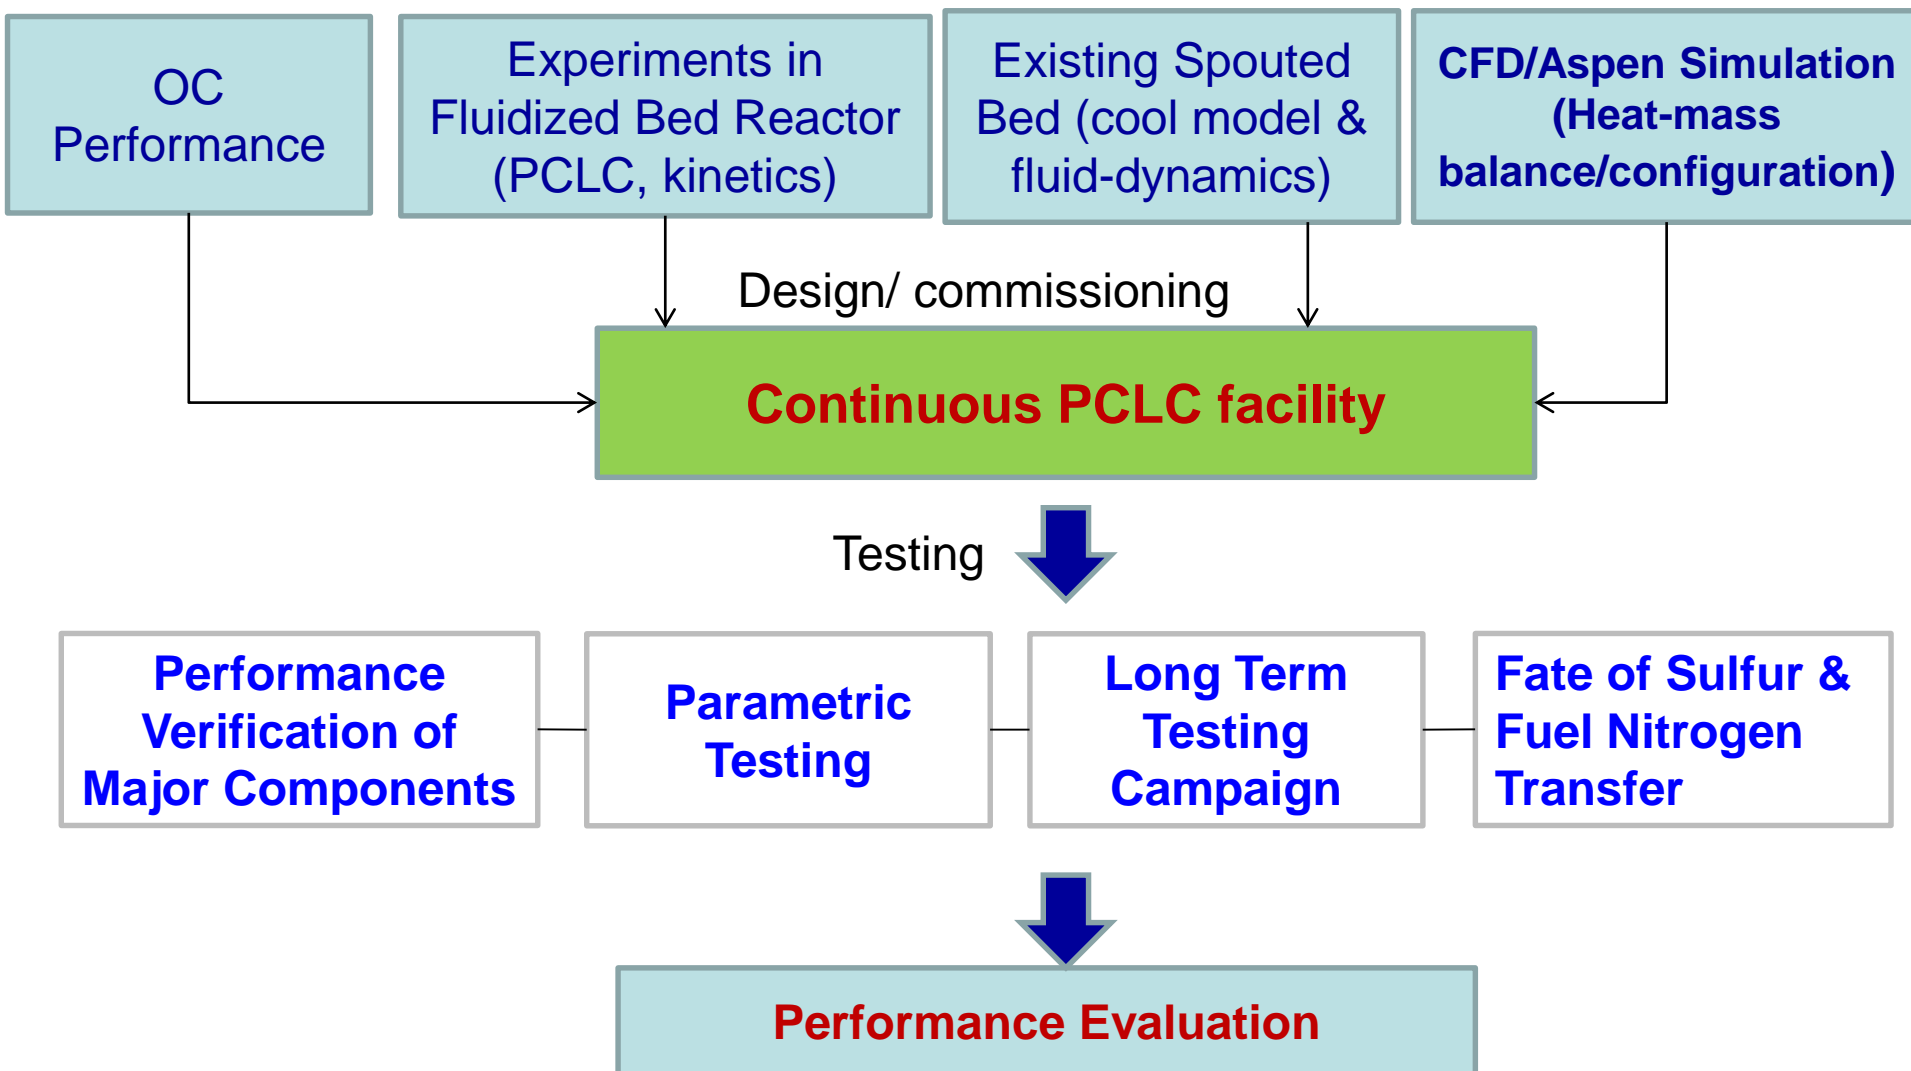 OC
Performance
Experiments in
Fluidized Bed Reactor
(PCLC, kinetics)
Existing Spouted
Bed (cool model &
fluid-dynamics)
CFD/Aspen Simulation
(Heat-mass
balance/configuration)
Design/ commissioning
Continuous PCLC facility
Testing
Performance
Verification of
Major Components
Parametric
Testing
Long Term
Testing
Campaign
Fate of Sulfur &
Fuel Nitrogen
Transfer
Performance Evaluation